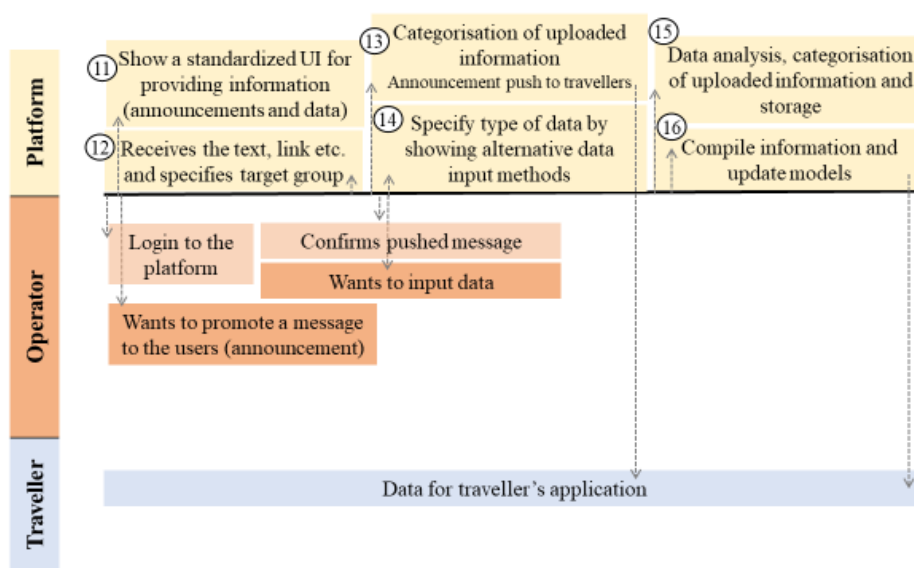 Platform
11
Show a standardized UI for
providing information
(announcements and data)
12
Receives the text, link etc.
and specifies target group
13
Categorisation of uploaded
information
Announcement push to travellers
14
Specify type of data by
showing alternative data
input methods
15
Data analysis, categorisation
of uploaded information and
storage
16
Compile information and
update models
Operator
Login to the
platform
Confirms pushed message
Wants to input data
Wants to promote a message
to the users (announcement)
Traveller
Data for traveller’s application